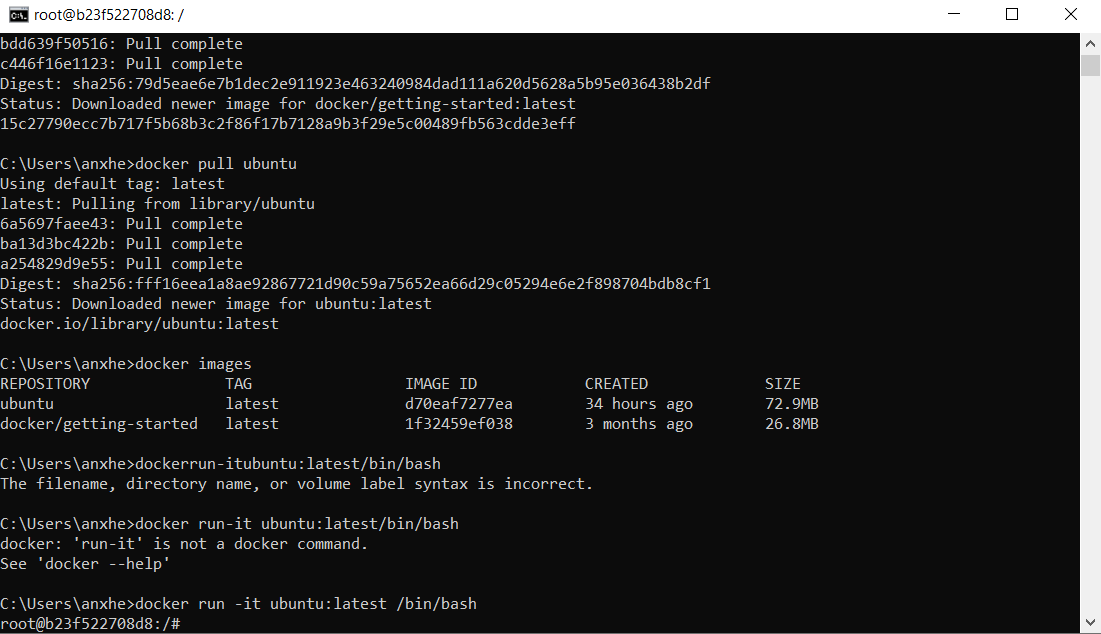 root@b23f522708d8: /
bdd639f50516: Pull complete
c446f16e1123: Pull complete
Digest: sha256:79d5eae6e7b1dec2e911923e463240984dad111a620d5628a5b95e036438b2df
Status: Downloaded newer image for docker/getting-started:latest
15c27790ecc7b717f5b68b3c2f86f17b7128a9b3f29e5c00489fb563cdde3eff
C:\Users\anxhe>docker pull ubuntu
Using default tag: latest
latest: Pulling from library/ubuntu
6a5697faee43: Pull complete
ba13d3bc422b: Pull complete
a254829d9e55: Pull complete
Digest: sha256:fff16eea1a8ae92867721d90c59a75652ea66d29c05294e6e2f898704bdb8cf1
Status: Downloaded newer image for ubuntu:latest
docker.io/library/ubuntu:latest
C:\Users\anxhe>docker images
REPOSITORY TAG IMAGE ID CREATED SIZE
ubuntu latest d70eaf7277ea 34 hours ago 72.9MB
docker/getting-started latest 1f32459ef038 3 months ago 26.8MB
C:\Users\anxhe>dockerrun-itubuntu:latest/bin/bash
The filename, directory name, or volume label syntax is incorrect.
C:\Users\anxhe>docker run-it ubuntu:latest/bin/bash
docker: 'run-it' is not a docker command.
See 'docker --help'
C:\Users\anxhe>docker run -it ubuntu:latest /bin/bash
root@b23f522708d8:/#